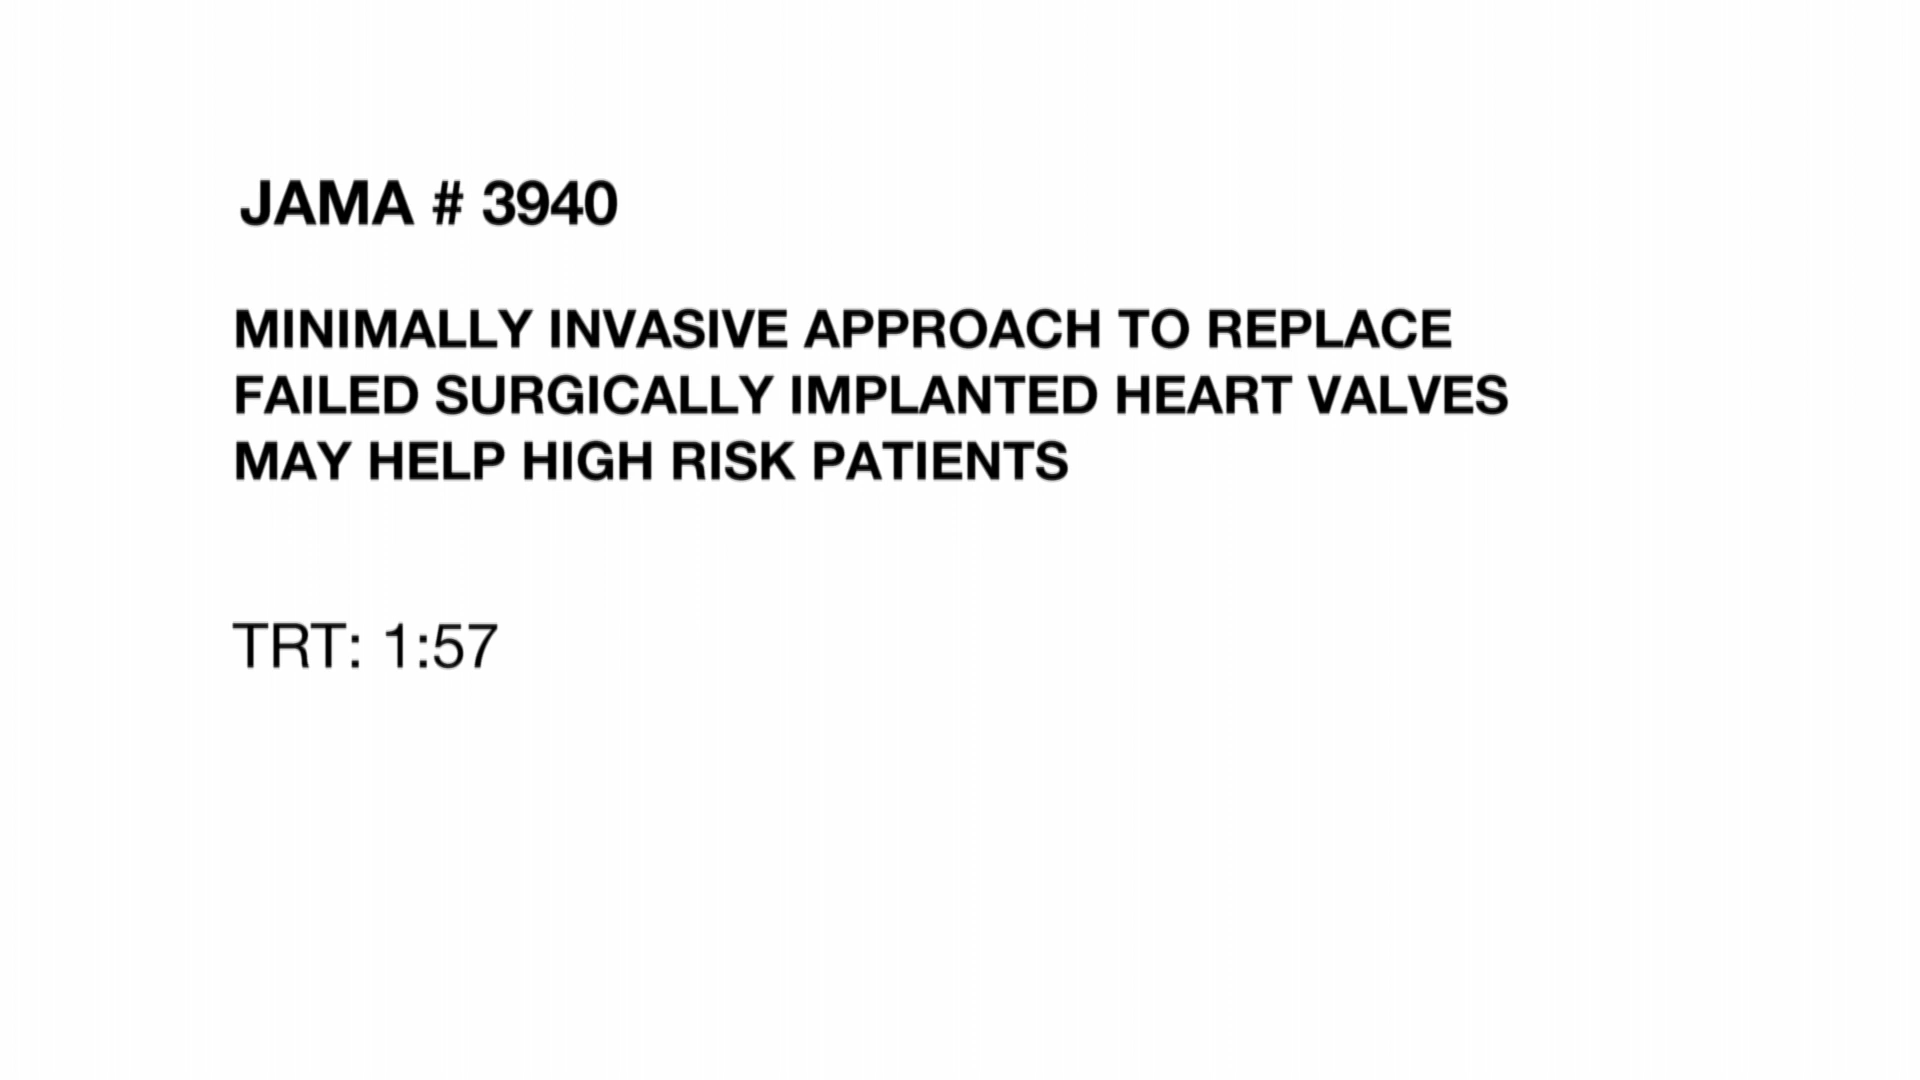 JAMA # 3940
MINIMALLY INVASIVE APPROACH TO REPLACE
FAILED SURGICALLY IMPLANTED HEART VALVES
MAY HELP HIGH RISK PATIENTS
TRT: 1:57